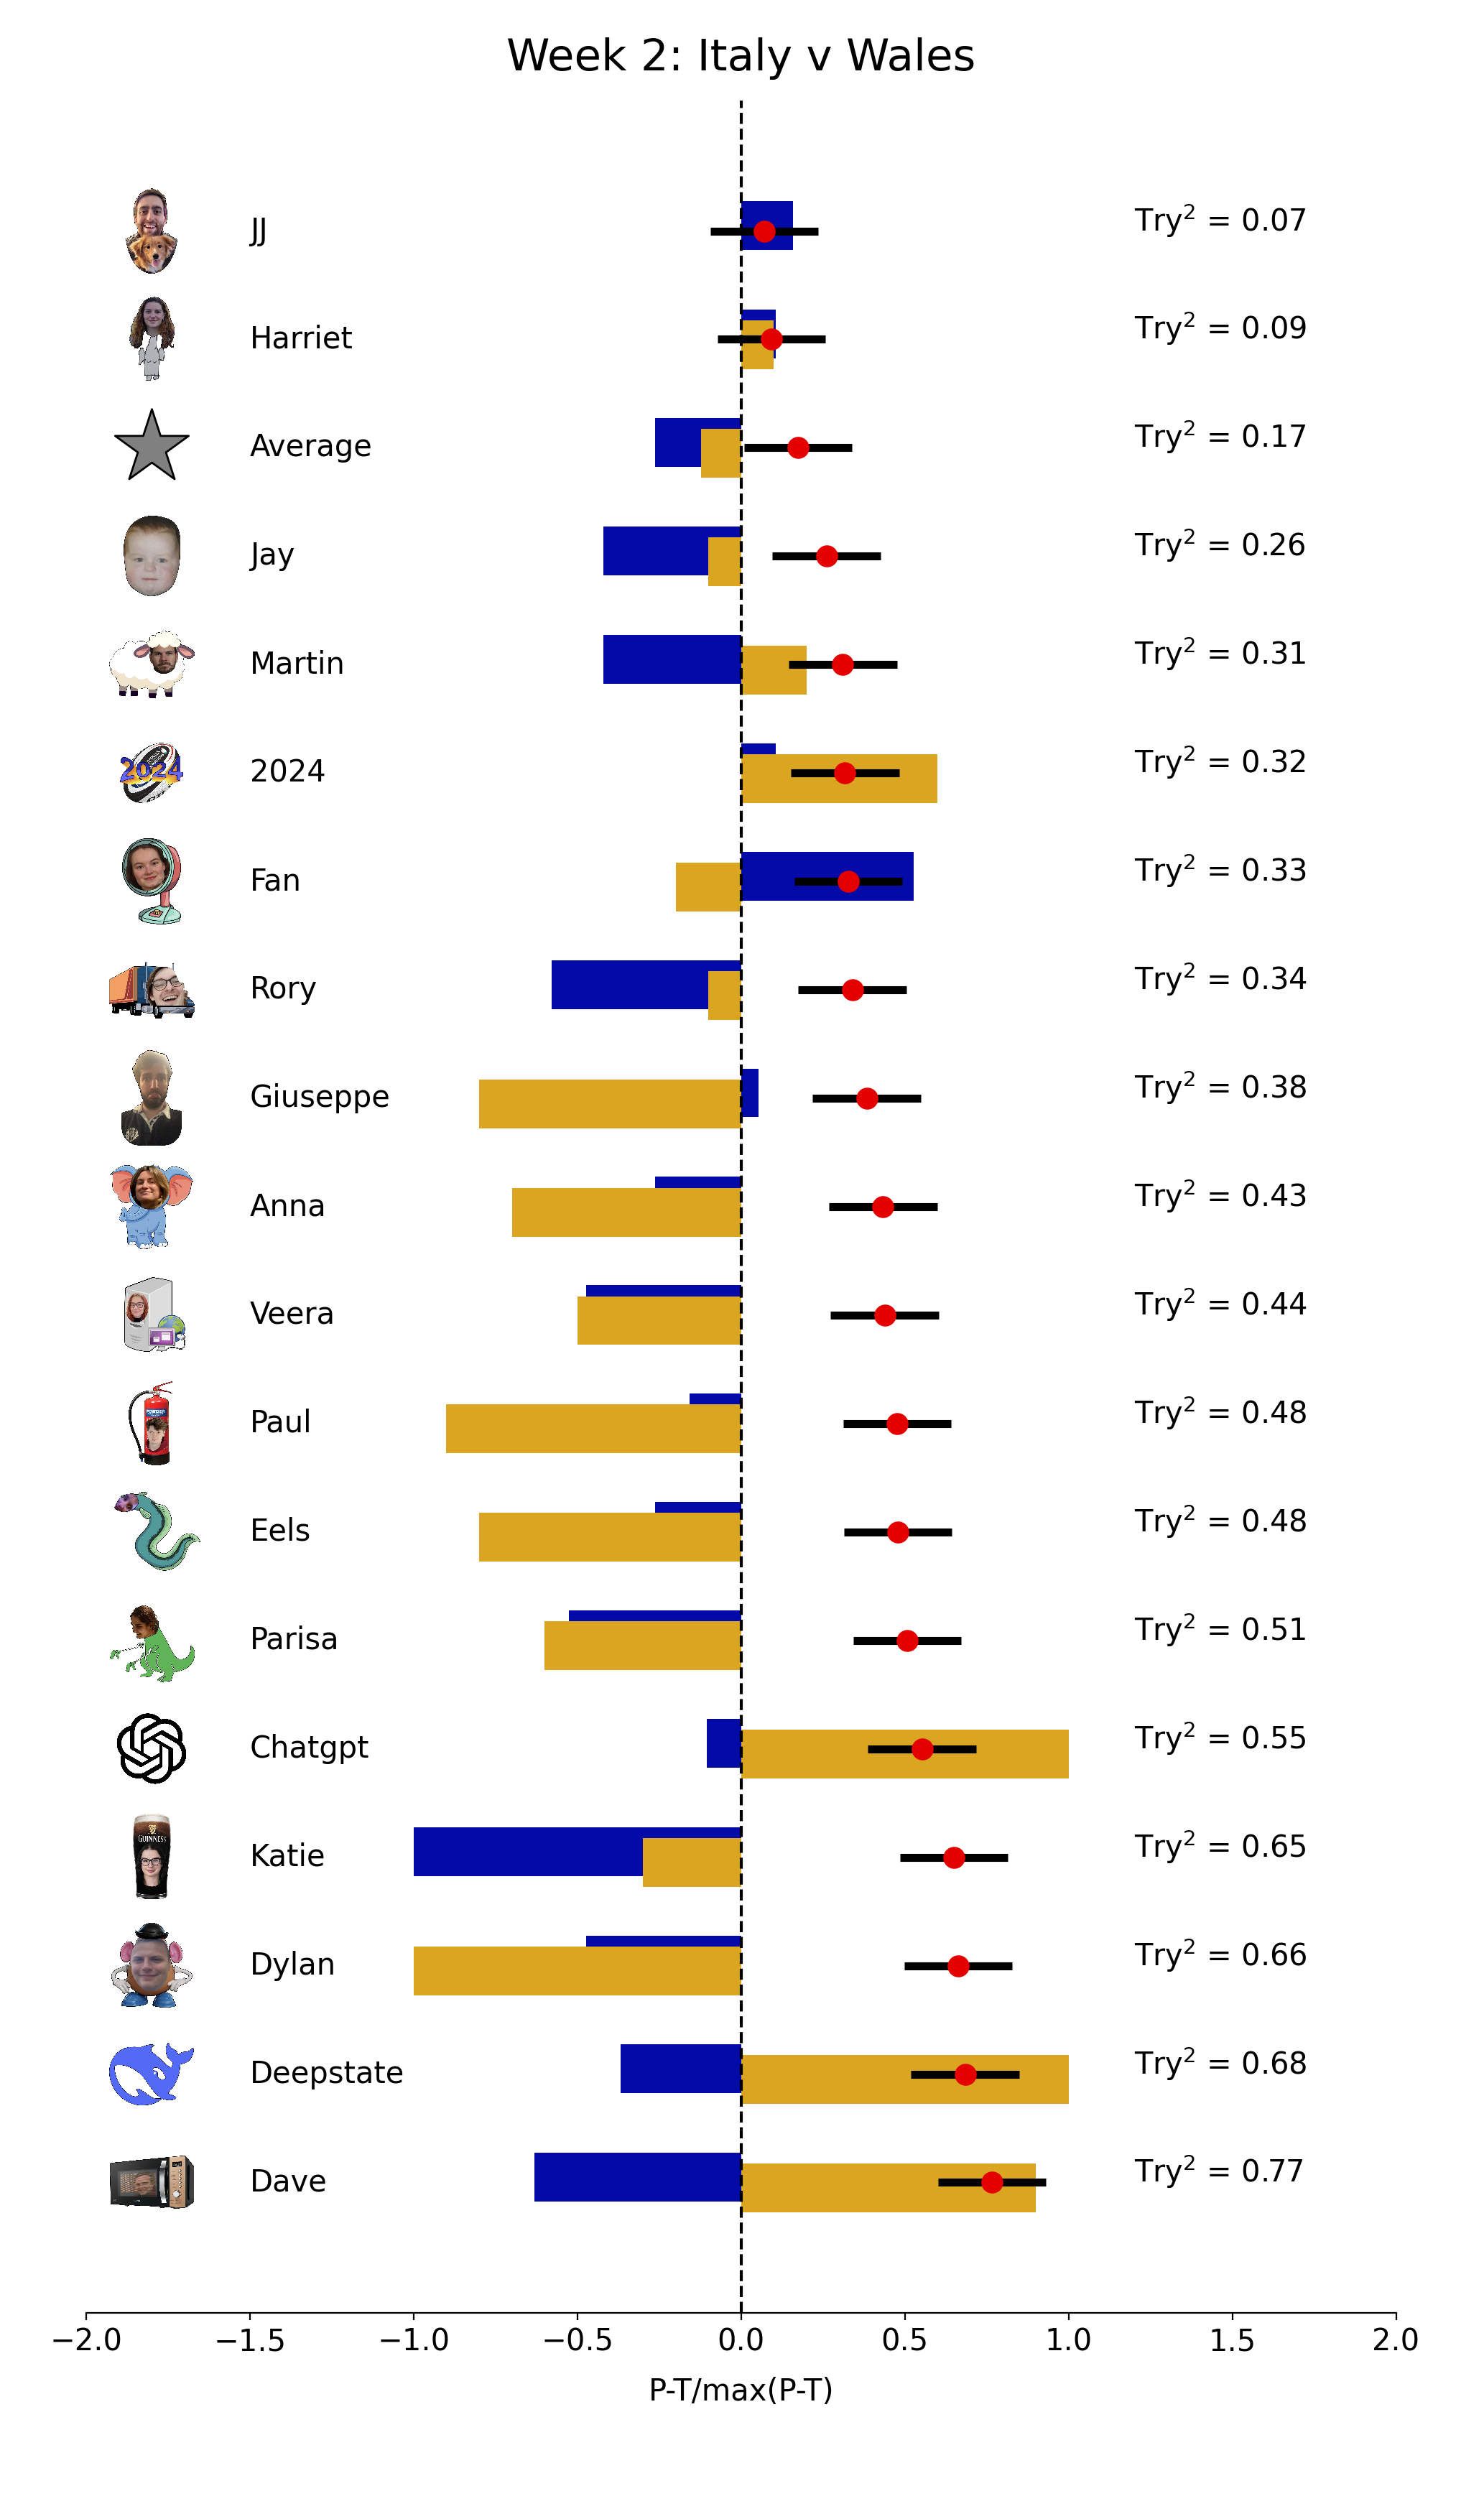 Week 2: Italy v Wales
JJ Try² = 0.07
Harriet Try² = 0.09
Average Try² = 0.17
Jay Try² = 0.26
Martin Try² = 0.31
2024
2024 Try² = 0.32
Fan Try² = 0.33
Rory Try² = 0.34
Giuseppe Try² = 0.38
Anna Try² = 0.43
Veera Try² = 0.44
Paul Try² = 0.48
Eels Try² = 0.48
Parisa Try² = 0.51
Chatgpt Try² = 0.55
GUINNESS
Katie Try² = 0.65
Dylan Try² = 0.66
Deepstate Try² = 0.68
Dave Try² = 0.77
−2.0 −1.5 −1.0 −0.5 0.0 0.5 1.0 1.5 2.0
P-T/max(P-T)